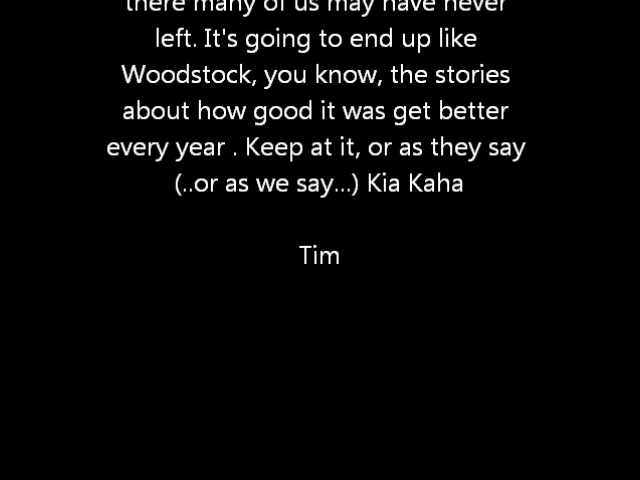 there many of us may have never
left. It's going to end up like
Woodstock, you know, the stories
about how good it was get better
every year . Keep at it, or as they say
(..or as we say...) Kia Kaha
Tim